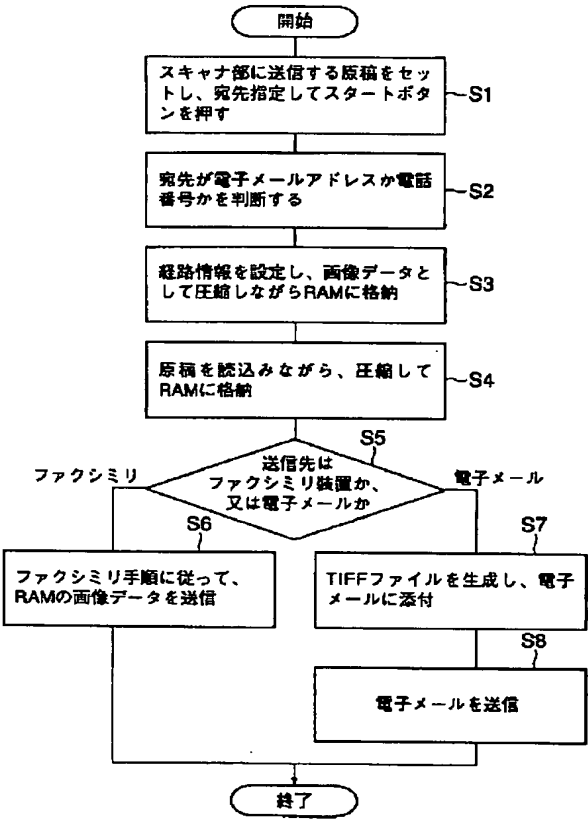 開始
スキャナ部に送信する原稿をセッ
トし、宛先指定してスタートボタ
ンを押す
S1
宛先が電子メールアドレスか電話
番号かを判断する
S2
経路情報を設定し、画像データと
して圧縮しながらRAMに格納
S3
原稿を読込みながら、圧縮して
RAMに格納
S4
S5
送信先は
ファクシミリ装置か、
又は電子メールか
ファクシミリ
電子メール
S6
ファクシミリ手順に従って、
RAMの画像データを送信
S7
TIFFファイルを生成し、電子
メールに添付
S8
電子メールを送信
終了